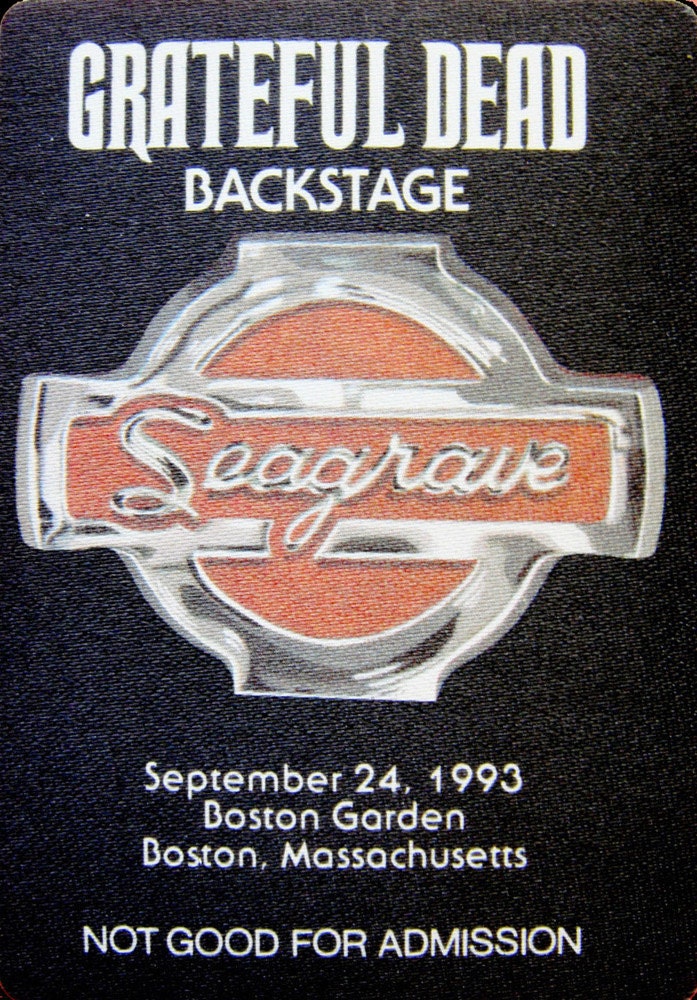 GRATEFUL DEAD
BACKSTAGE
Seagrave
September 24, 1993
Boston Garden
Boston, Massachusetts
NOT GOOD FOR ADMISSION